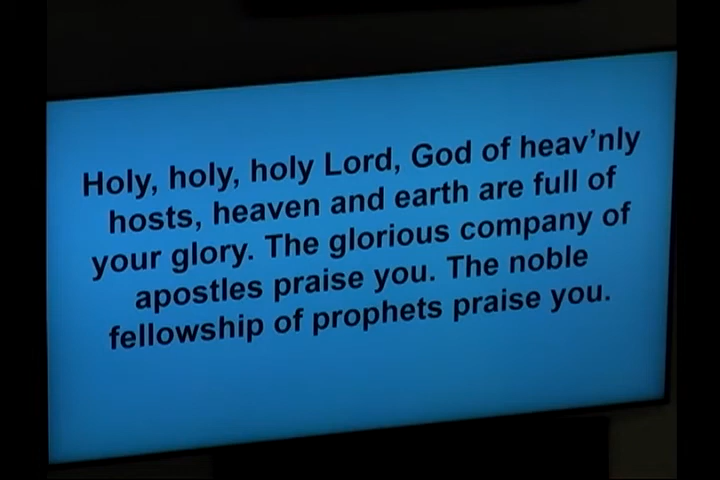 Holy, holy, holy Lord, God of heav’nly
hosts, heaven and earth are full of
your glory. The glorious company of
apostles praise you. The noble
fellowship of prophets praise you.